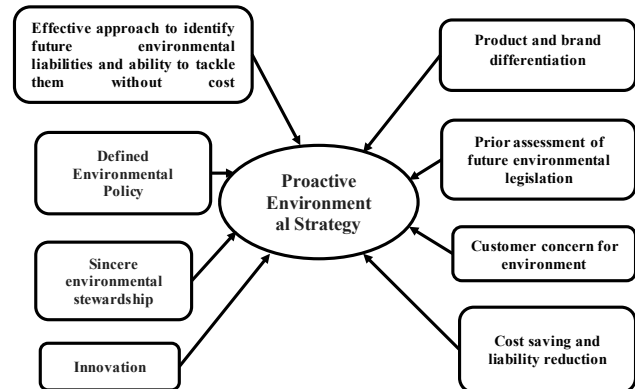 Effective approach to identify
future environmental
liabilities and ability to tackle
them without cost
Product and brand
differentiation
Defined
Environmental
Policy
Proactive
Environment
al Strategy
Prior assessment of
future environmental
legislation
Sincere
environmental
stewardship
Customer concern for
environment
Innovation
Cost saving and
liability reduction